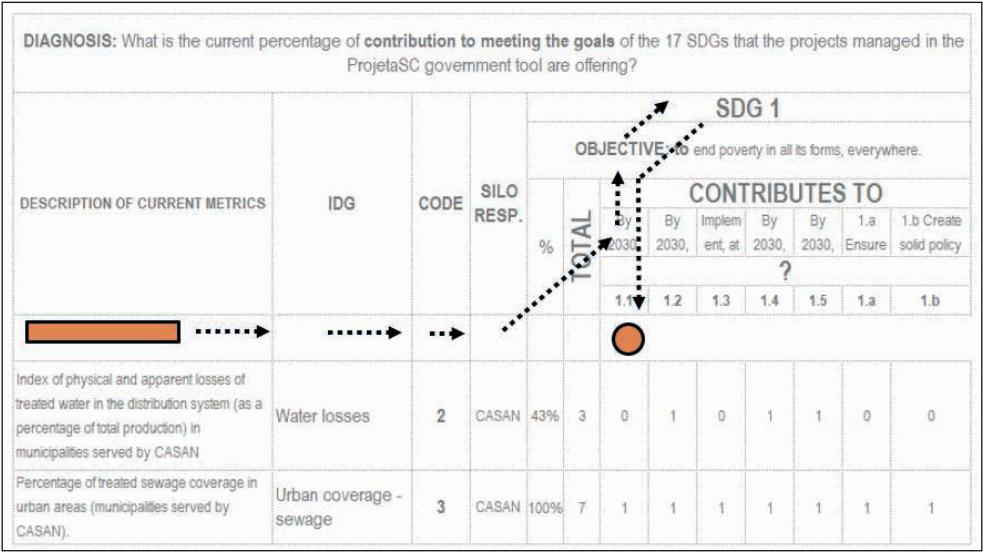 DIAGNOSIS: What is the current percentage of contribution to meeting the goals of the 17 SDGs that the projects managed in the
ProjetaSC government tool are offering?
SDG 1
OBJECTIVE: to end poverty in all its forms, everywhere.
DESCRIPTION OF CURRENT METRICS
IDG
CODE
SILO
RESP.
%
TOTAL
CONTRIBUTES TO
By
2030,
By
2030,
Implem
ent, at
By
2030,
By
2030,
1.a
Ensure
1.b Create
solid policy
?
1.1 1.2 1.3 1.4 1.5 1.a 1.b
Index of physical and apparent losses of
treated water in the distribution system (as a
percentage of total production) in
municipalities served by CASAN
Water losses 2 CASAN 43% 3 0 1 0 1 1 0 0
Percentage of treated sewage coverage in
urban areas (municipalities served by
CASAN).
Urban coverage -
sewage
3 CASAN 100% 7 1 1 1 1 1 1 1